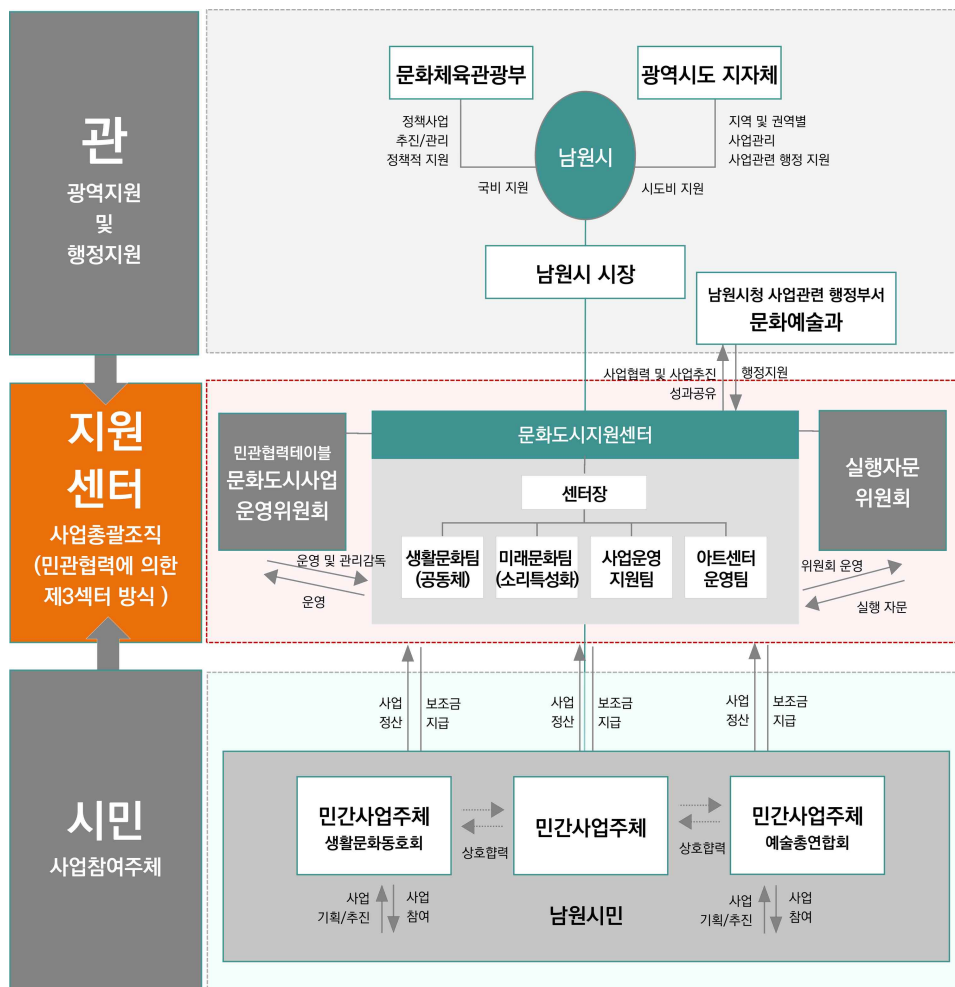 관
광역지원
및
행정지원
문화체육관광부
광역시도 지자체
정책사업
추진/관리
정책적 지원
국비 지원
남원시
지역 및 권역별
사업관리
사업관련 행정 지원
시도비 지원
남원시 시장
남원시청 사업관련 행정부서
문화예술과
사업협력 및 사업추진
성과공유
행정지원
지원
센터
사업총괄조직
(민관협력에 의한
제3섹터 방식 )
민관협력테이블
문화도시사업
운영위원회
문화도시지원센터
실행자문
위원회
센터장
생활문화팀
(공동체)
미래문화팀
(소리특성화)
사업운영
지원팀
아트센터
운영팀
운영 및 관리감독
운영
위원회 운영
실행 자문
사업
정산
보조금
지급
사업
정산
보조금
지급
사업
정산
보조금
지급
시민
사업참여주체
민간사업주체
생활문화동호회
상호합력
민간사업주체
상호합력
민간사업주체
예술총연합회
사업
기획/추진
사업
참여
남원시민
사업
기획/추진
사업
참여